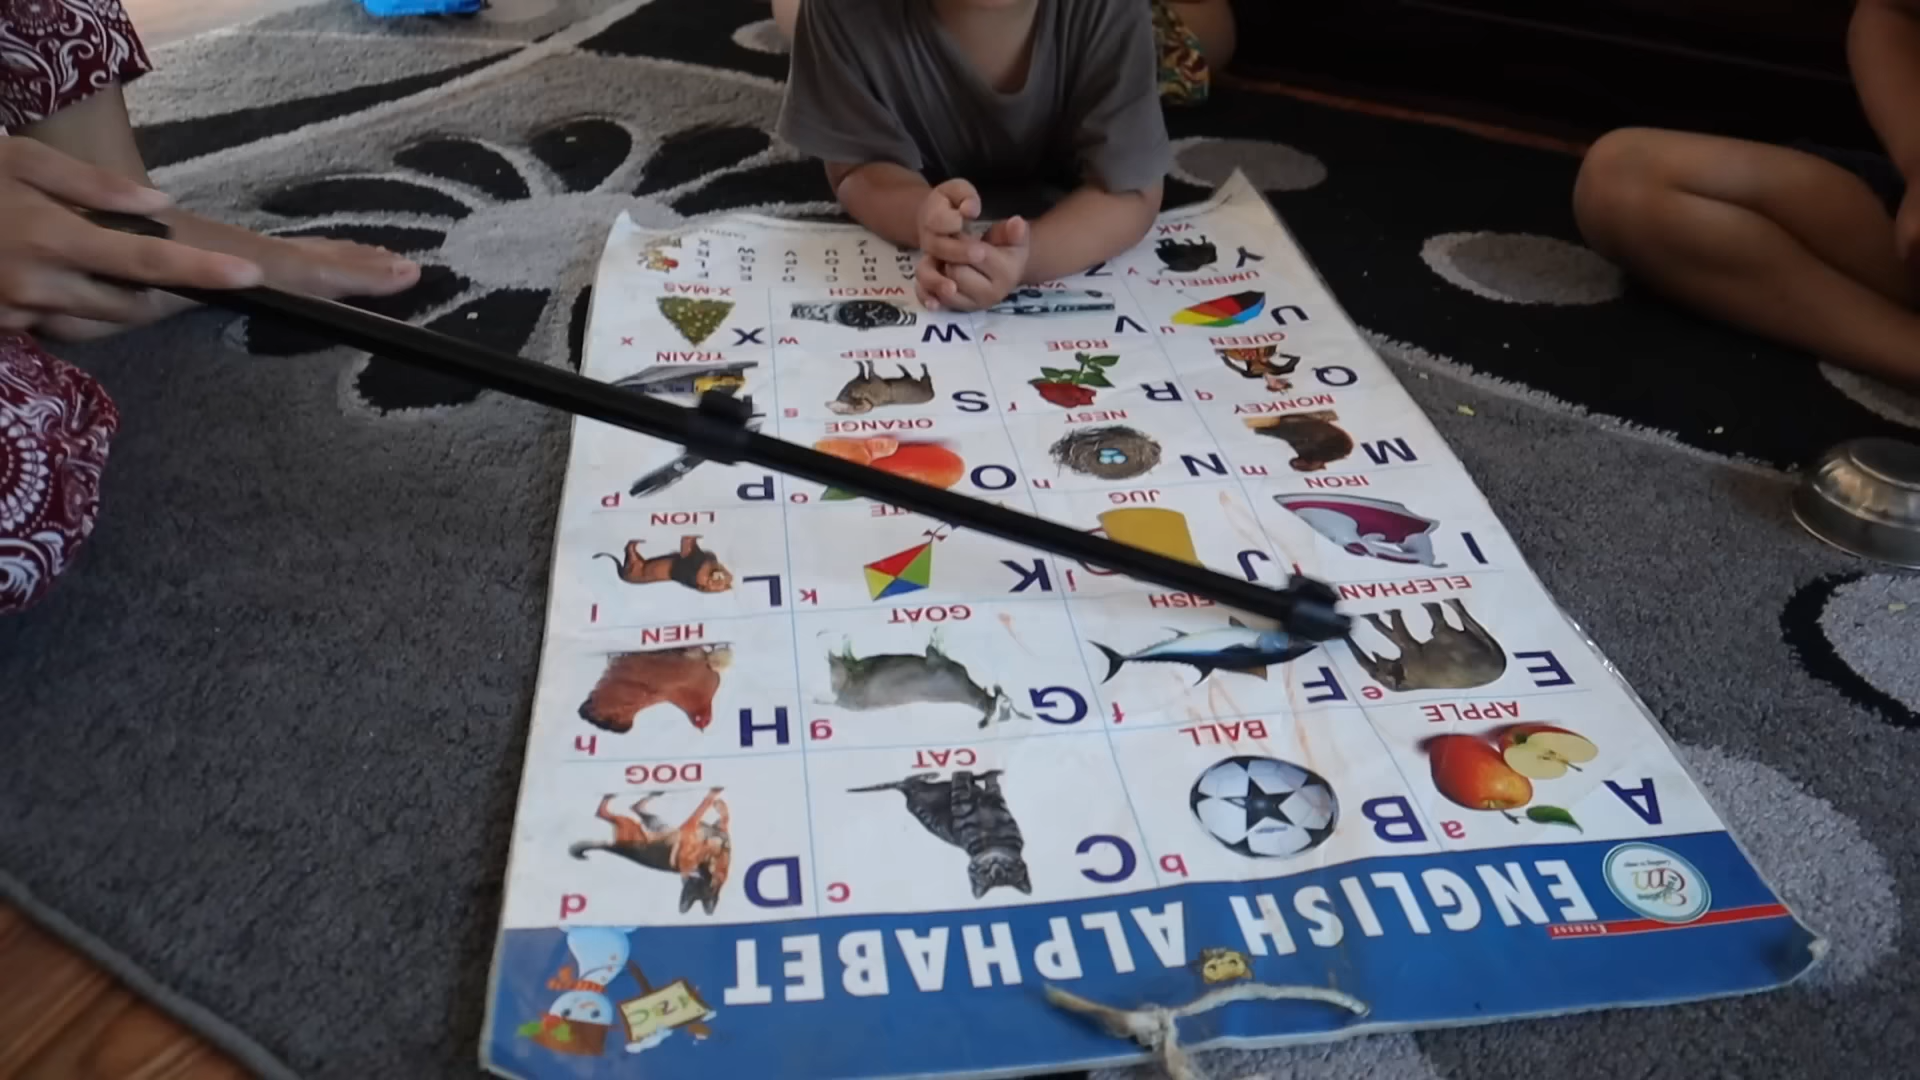 ENGLISH ALPHABET
A a APPLE
B b BALL
C c CAT
D d DOG
E e
F f FISH
G g GOAT
H h HEN
I IRON
J j JUG
K k
L l LION
M m MONKEY
N n NEST
O o ORANGE
P p
Q q QUEEN
R r ROSE
S s SHEEP
TRAIN
U u UMBRELLA
V v
W w WATCH
X x X-MAS
Y YAK
Z